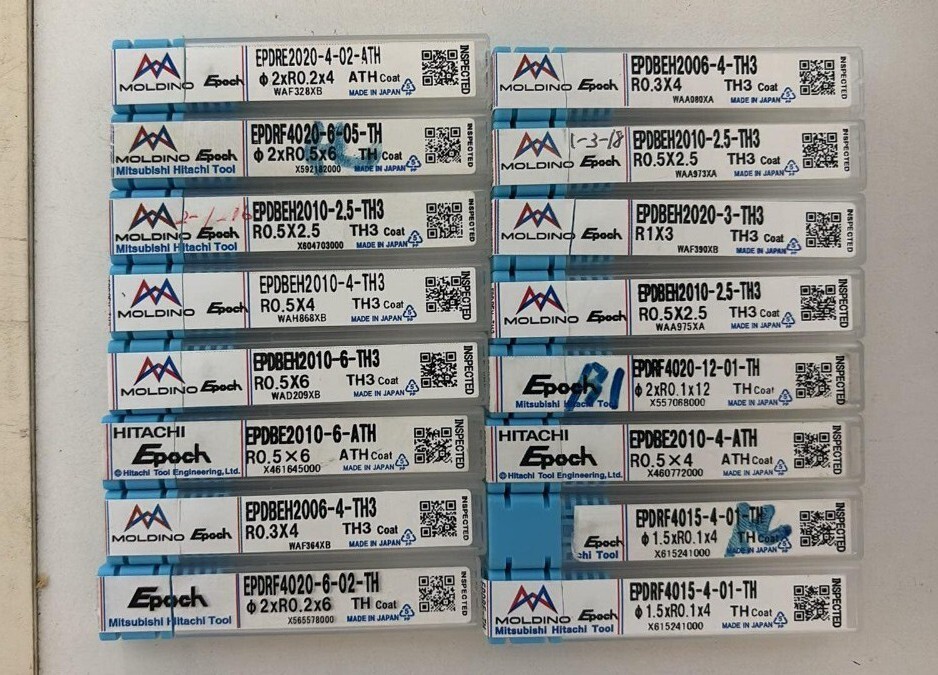 MOLDINO Epoch
EPDRE2020-4-02-ATH
φ2xR0.2x4 ATH Coat
WAF328XB MADE IN JAPAN
INSPECTED
MOLDINO Epoch
Mitsubishi Hitachi Tool
EPDRF4020-6-05-TH
φ2xR0.5x6 TH Coat
X592182000 MADE IN JAPAN
INSPECTED
MOLDINO Epoch
Mitsubishi Hitachi Tool
EPDBEH2010-2.5-TH3
R0.5X2.5 TH3 Coat
X604703000 MADE IN JAPAN
INSPECTED
MOLDINO Epoch
EPDBEH2010-4-TH3
R0.5X4 TH3 Coat
WAH868XB MADE IN JAPAN
INSPECTED
MOLDINO Epoch
EPDBEH2010-6-TH3
R0.5X6 TH3 Coat
WAD209XB MADE IN JAPAN
INSPECTED
HITACHI
Epoch
© Hitachi Tool Engineering, Ltd.
EPDBE2010-6-ATH
R0.5×6 ATH Coat
X461645000 MADE IN JAPAN
INSPECTED
MOLDINO Epoch
EPDBEH2006-4-TH3
R0.3X4 TH3 Coat
WAF364XB MADE IN JAPAN
INSPECTED
Epoch
Mitsubishi Hitachi Tool
EPDRF4020-6-02-TH
φ2xR0.2x6 TH Coat
X565578000 MADE IN JAPAN
INSPECTED
MOLDINO Epoch
EPDBEH2006-4-TH3
R0.3X4 TH3 Coat
WAA080XA MADE IN JAPAN
INSPECTED
MOLDINO Epoch
1-3-18
EPDBEH2010-2.5-TH3
R0.5X2.5 TH3 Coat
WAA973XA MADE IN JAPAN
INSPECTED
MOLDINO Epoch
EPDBEH2020-3-TH3
R1X3 TH3 Coat
WAF390XB MADE IN JAPAN
INSPECTED
MOLDINO Epoch
EPDBEH2010-2.5-TH3
R0.5X2.5 TH3 Coat
WAA975XA MADE IN JAPAN
INSPECTED
Epoch
Mitsubishi Hitachi Tool
EPDRF4020-12-01-TH
φ2xR0.1x12 TH Coat
X557068000 MADE IN JAPAN
INSPECTED
HITACHI
Epoch
© Hitachi Tool Engineering, Ltd.
EPDBE2010-4-ATH
R0.5×4 ATH Coat
X460772000 MADE IN JAPAN
INSPECTED
Epoch
chi Tool
EPDRF4015-4-01-TH
φ1.5xR0.1x4 TH Coat
X615241000 MADE IN JAPAN
INSPECTED
MOLDINO Epoch
Mitsubishi Hitachi Tool
EPDRF4015-4-01-TH
φ1.5xR0.1x4 TH Coat
X615241000 MADE IN JAPAN
INSPECTED